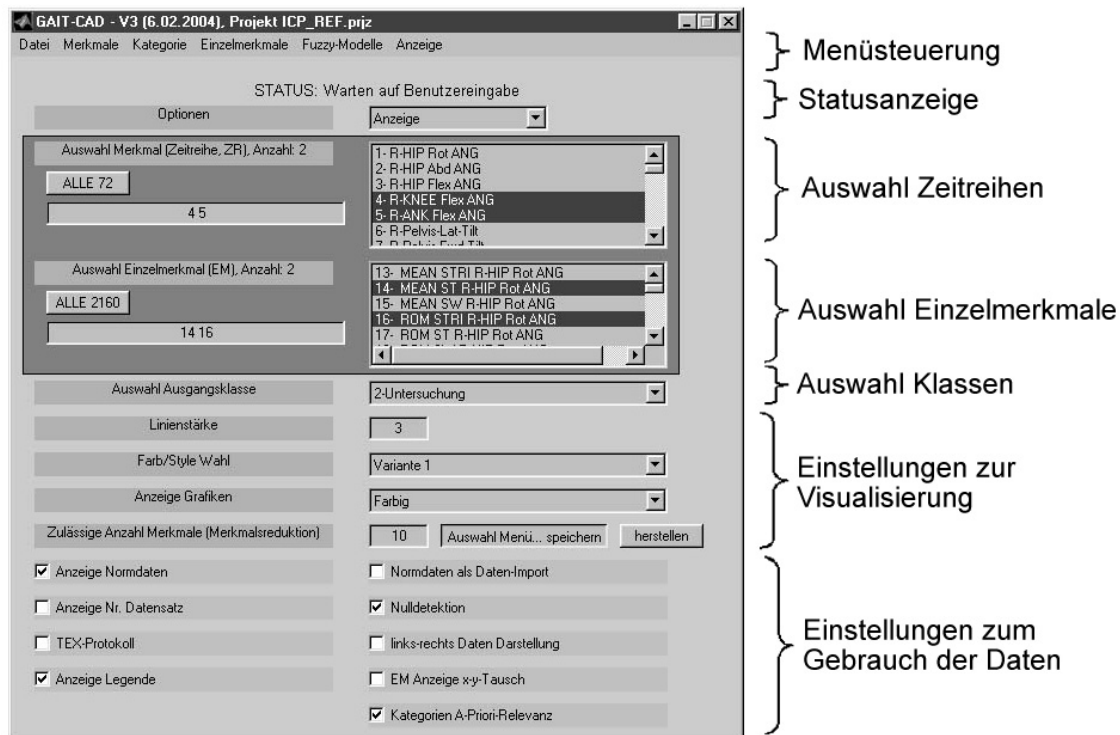 GAIT-CAD - V3 (6.02.2004), Projekt ICP_REF.prjz
Datei Merkmale Kategorie Einzelmerkmale Fuzzy-Modelle Anzeige
Menüsteuerung
STATUS: Warten auf Benutzereingabe
Statusanzeige
Optionen
Anzeige
Auswahl Merkmal (Zeitreihe, ZR), Anzahl: 2
ALLE 72
4 5
1- R-HIP Rot ANG
2- R-HIP Abd ANG
3- R-HIP Flex ANG
4- R-KNEE Flex ANG
5- R-ANK Flex ANG
6- R-Pelvis-Lat-Tilt
7- R-Pelvis-Fwd-Tilt
Auswahl Zeitreihen
Auswahl Einzelmerkmal (EM), Anzahl: 2
ALLE 2160
14 16
13- MEAN STRI R-HIP Rot ANG
14- MEAN ST R-HIP Rot ANG
15- MEAN SW R-HIP Rot ANG
16- ROM STRI R-HIP Rot ANG
17- ROM ST R-HIP Rot ANG
Auswahl Einzelmerkmale
Auswahl Ausgangsklasse
2-Untersuchung
Auswahl Klassen
Linienstärke
3
Farb/Style Wahl
Variante 1
Anzeige Grafiken
Farbig
Zulässige Anzahl Merkmale (Merkmalsreduktion)
10
Auswahl Menü... speichern
herstellen
Einstellungen zur
Visualisierung
Anzeige Normdaten
Normdaten als Daten-Import
Anzeige Nr. Datensatz
Nulldetektion
TEX-Protokoll
links-rechts Daten Darstellung
Anzeige Legende
EM Anzeige x-y-Tausch
Kategorien A-Priori-Relevanz
Einstellungen zum
Gebrauch der Daten